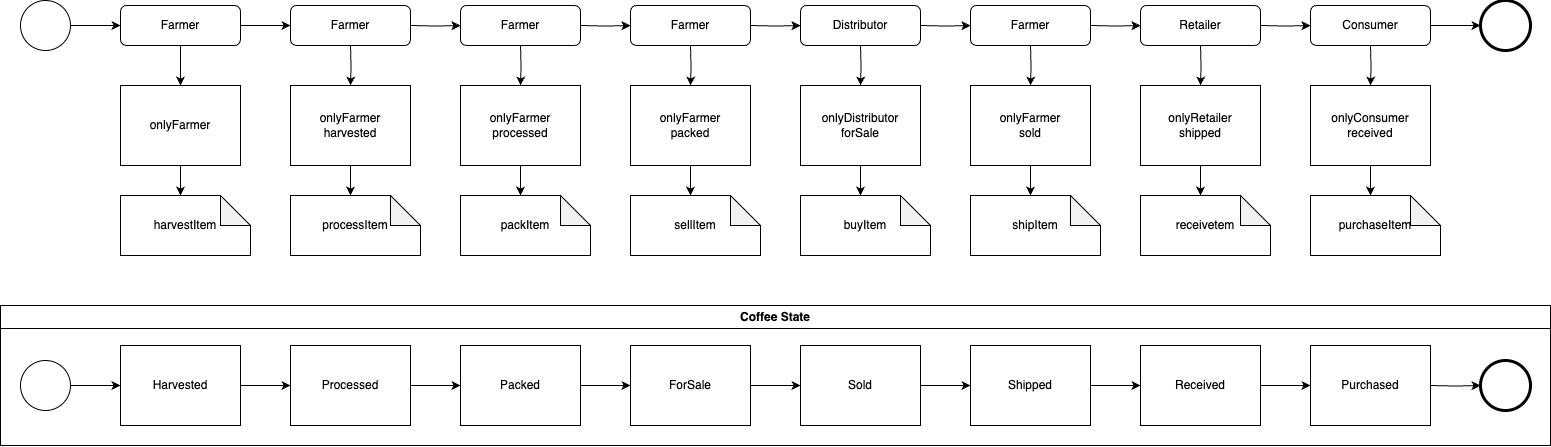 Farmer
Farmer
Farmer
Farmer
Distributor
Farmer
Retailer
Consumer
onlyFarmer
onlyFarmer
harvested
onlyFarmer
processed
onlyFarmer
packed
onlyDistributor
forSale
onlyFarmer
sold
onlyRetailer
shipped
onlyConsumer
received
harvestItem
processItem
packItem
sellItem
buyItem
shipItem
receivetem
purchaseItem
Coffee State
Harvested
Processed
Packed
ForSale
Sold
Shipped
Received
Purchased